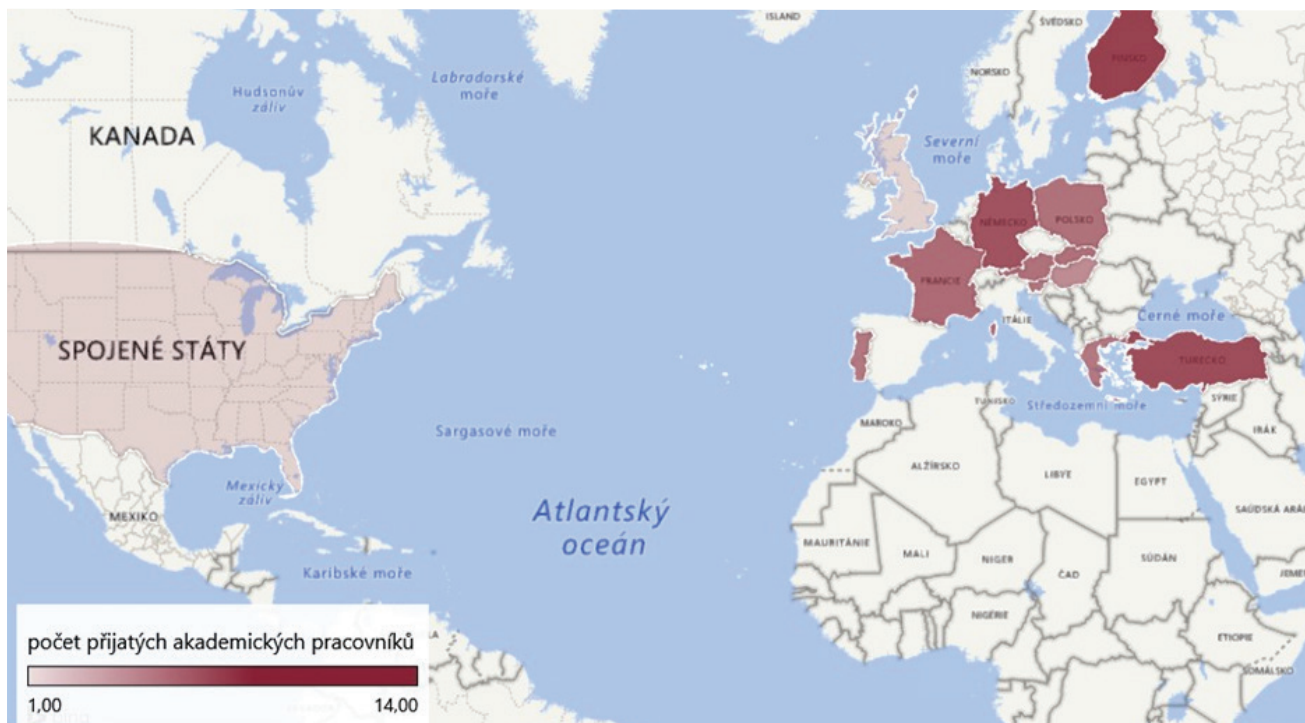 ISLAND
ŠVÉDSKO
FINSKO
NORSKO
Labradorské
moře
Hudsonův
záliv
KANADA
Severní
moře
NĚMECKO
POLSKO
FRANCIE
ITÁLIE
Černé moře
SPOJENÉ STÁTY
TURECKO
SÝRIE
TUNISKO
Středozemní moře
MAROKO
IRÁK
Sargasové moře
ALŽÍRSKO
LIBYE
EGYPT
Mexický
záliv
SAÚDSKÁ ARÁ
MEXIKO
Atlantský
oceán
MAURITÁNIE
MALI
NIGER
ČAD
SÚDÁN
Karibské moře
JEMEN
NIGÉRIE
ETIOPIE
SOMÁLSKO
počet přijatých akademických pracovníků
1,00
14,00